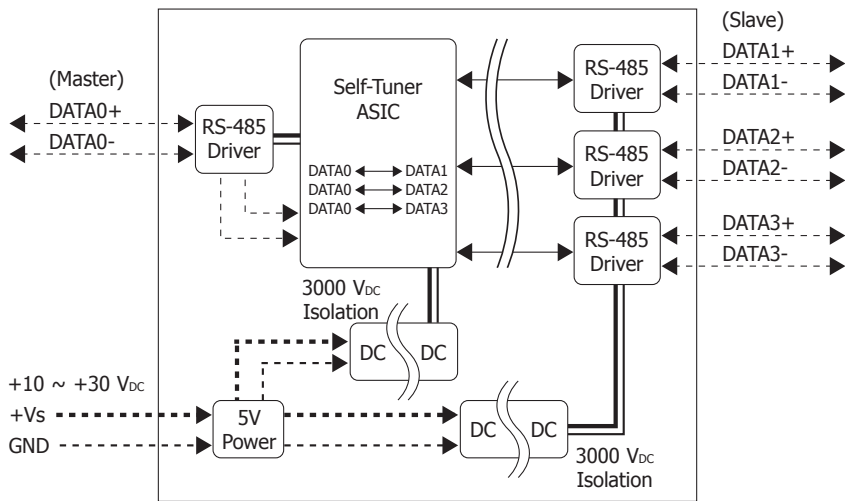 (Master)
DATA0+
DATA0-
RS-485
Driver
Self-Tuner
ASIC
DATA0 DATA1
DATA0 DATA2
DATA0 DATA3
RS-485
Driver
RS-485
Driver
RS-485
Driver
(Slave)
DATA1+
DATA1-
DATA2+
DATA2-
DATA3+
DATA3-
3000 VDC
Isolation
DC DC
+10 ~ +30 VDC
+Vs
GND
5V
Power
DC DC
3000 VDC
Isolation